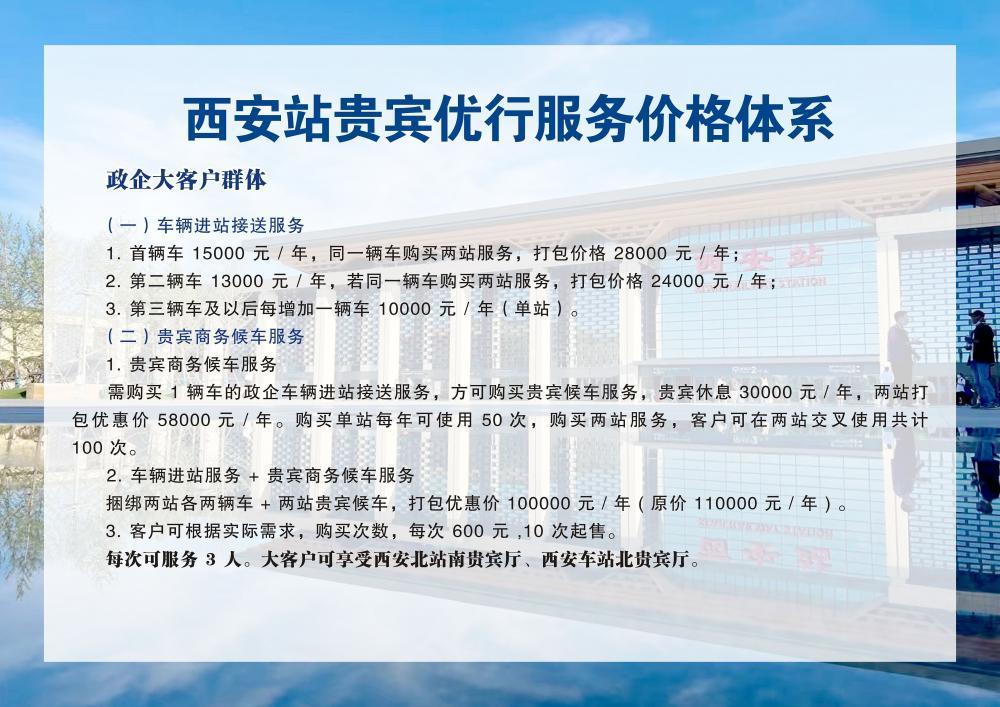 西安站贵宾优行服务价格体系
政企大客户群体
（一）车辆进站接送服务
1. 首辆车 15000 元 / 年，同一辆车购买两站服务，打包价格 28000 元 / 年；
2. 第二辆车 13000 元 / 年，若同一辆车购买两站服务，打包价格 24000 元 / 年；
3. 第三辆车及以后每增加一辆车 10000 元 / 年（单站）。
（二）贵宾商务候车服务
1. 贵宾商务候车服务
需购买 1 辆车的政企车辆进站接送服务，方可购买贵宾候车服务，贵宾休息 30000 元 / 年，两站打
包优惠价 58000 元 / 年。购买单站每年可使用 50 次，购买两站服务，客户可在两站交叉使用共计
100 次。
2. 车辆进站服务 + 贵宾商务候车服务
捆绑两站各两辆车 + 两站贵宾候车，打包优惠价 100000 元 / 年（原价 110000 元 / 年）。
3. 客户可根据实际需求，购买次数，每次 600 元 ,10 次起售。
每次可服务 3 人。大客户可享受西安北站南贵宾厅、西安车站北贵宾厅。
西安站